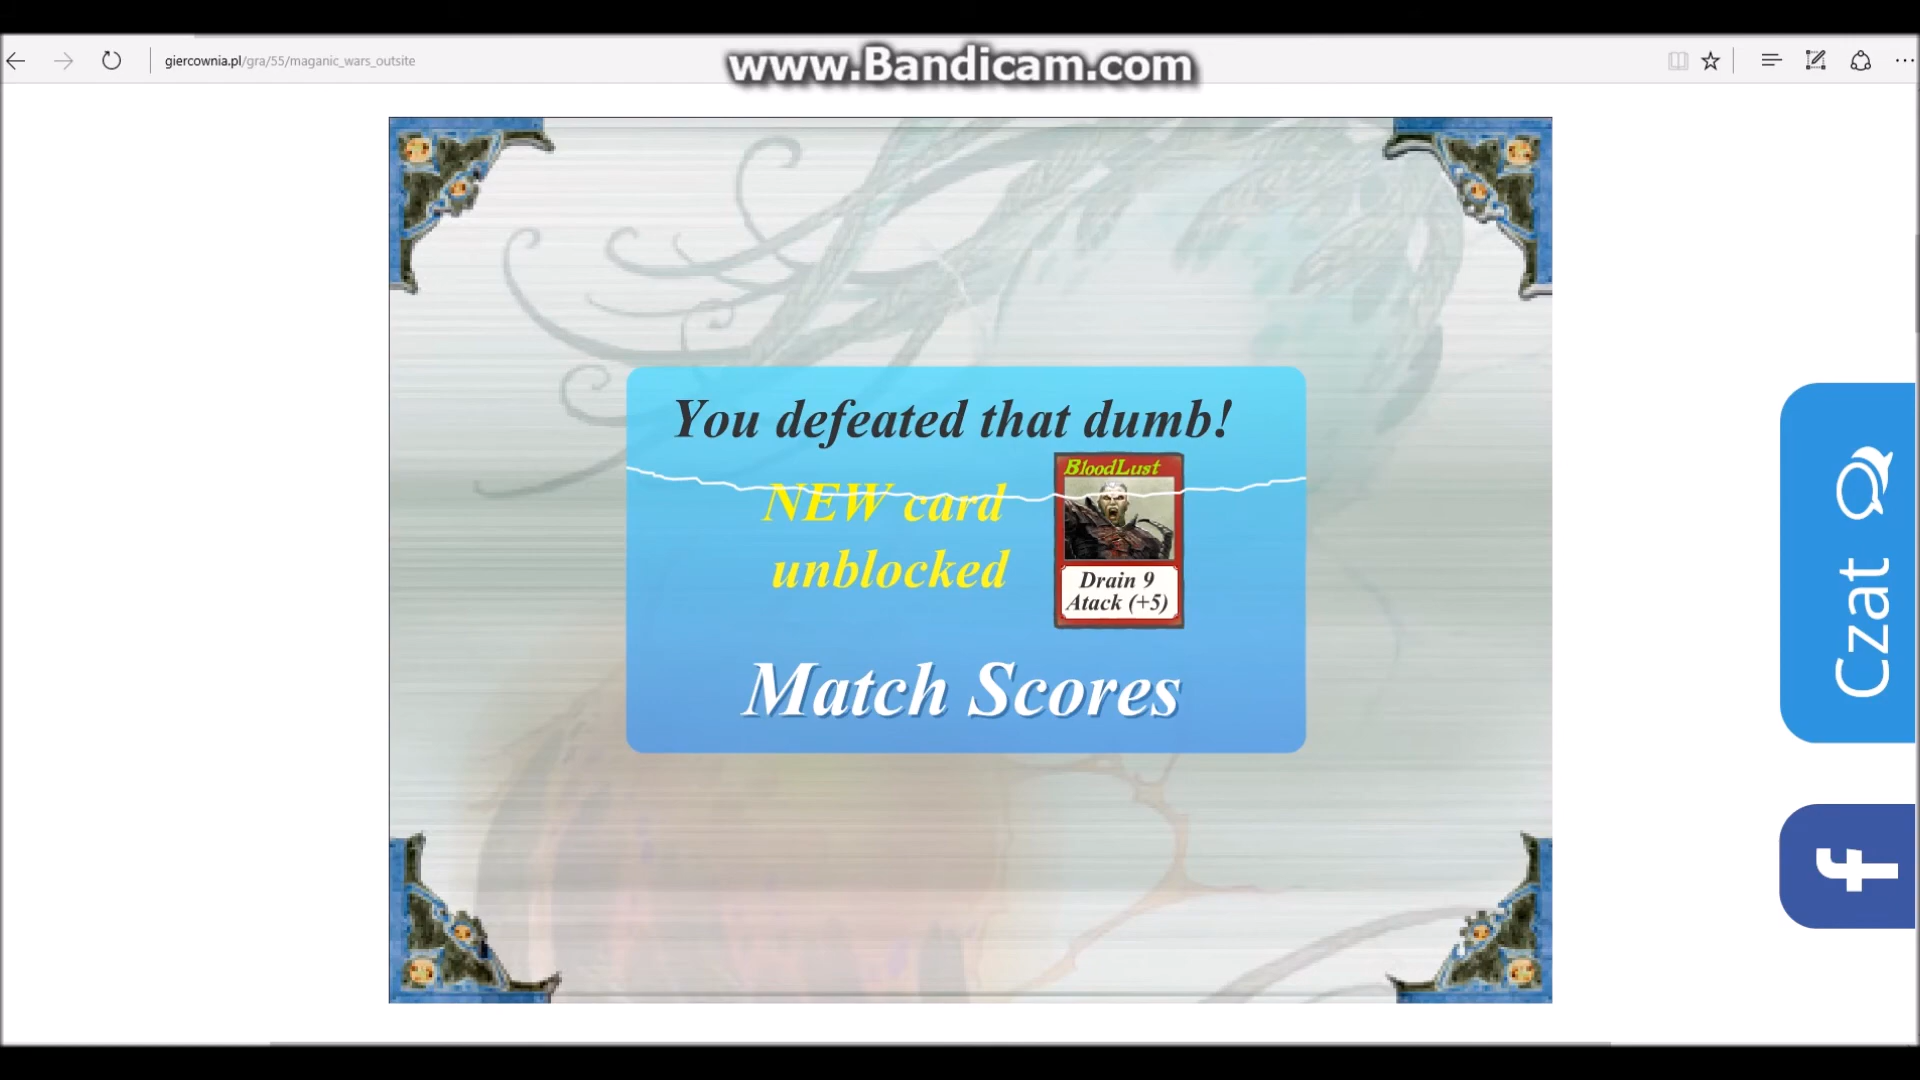 giercownia.pl/gra/55/maganic_wars_outsite
www.Bandicam.com
You defeated that dumb!
NEW card
unblocked
BloodLust
Drain 9
Atack (+5)
Match Scores
Czat